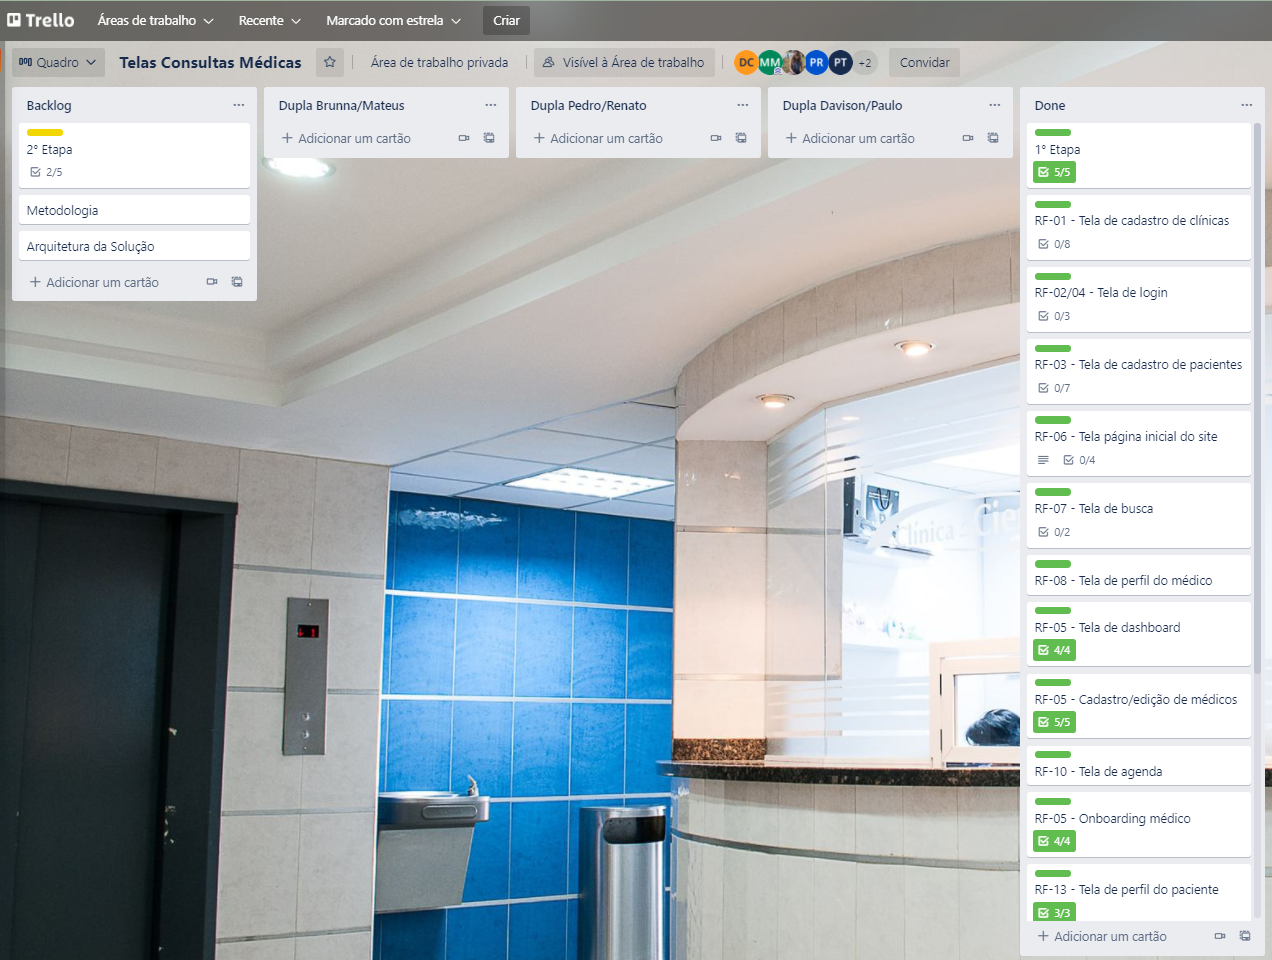 Trello
Áreas de trabalho
Recente
Marcado com estrela
Criar
Quadro
Telas Consultas Médicas
Área de trabalho privada
Visível à Área de trabalho
DC
MM
PR
PT
+2
Convidar
Backlog
2º Etapa
2/5
Metodologia
Arquitetura da Solução
Adicionar um cartão
Dupla Brunna/Mateus
Adicionar um cartão
Dupla Pedro/Renato
Adicionar um cartão
Dupla Davison/Paulo
Adicionar um cartão
Done
1º Etapa
5/5
RF-01 - Tela de cadastro de clínicas
0/8
RF-02/04 - Tela de login
0/3
RF-03 - Tela de cadastro de pacientes
0/7
RF-06 - Tela página inicial do site
0/4
RF-07 - Tela de busca
0/2
RF-08 - Tela de perfil do médico
RF-05 - Tela de dashboard
4/4
RF-05 - Cadastro/edição de médicos
5/5
RF-10 - Tela de agenda
RF-05 - Onboarding médico
4/4
RF-13 - Tela de perfil do paciente
3/3
Adicionar um cartão
Clínica